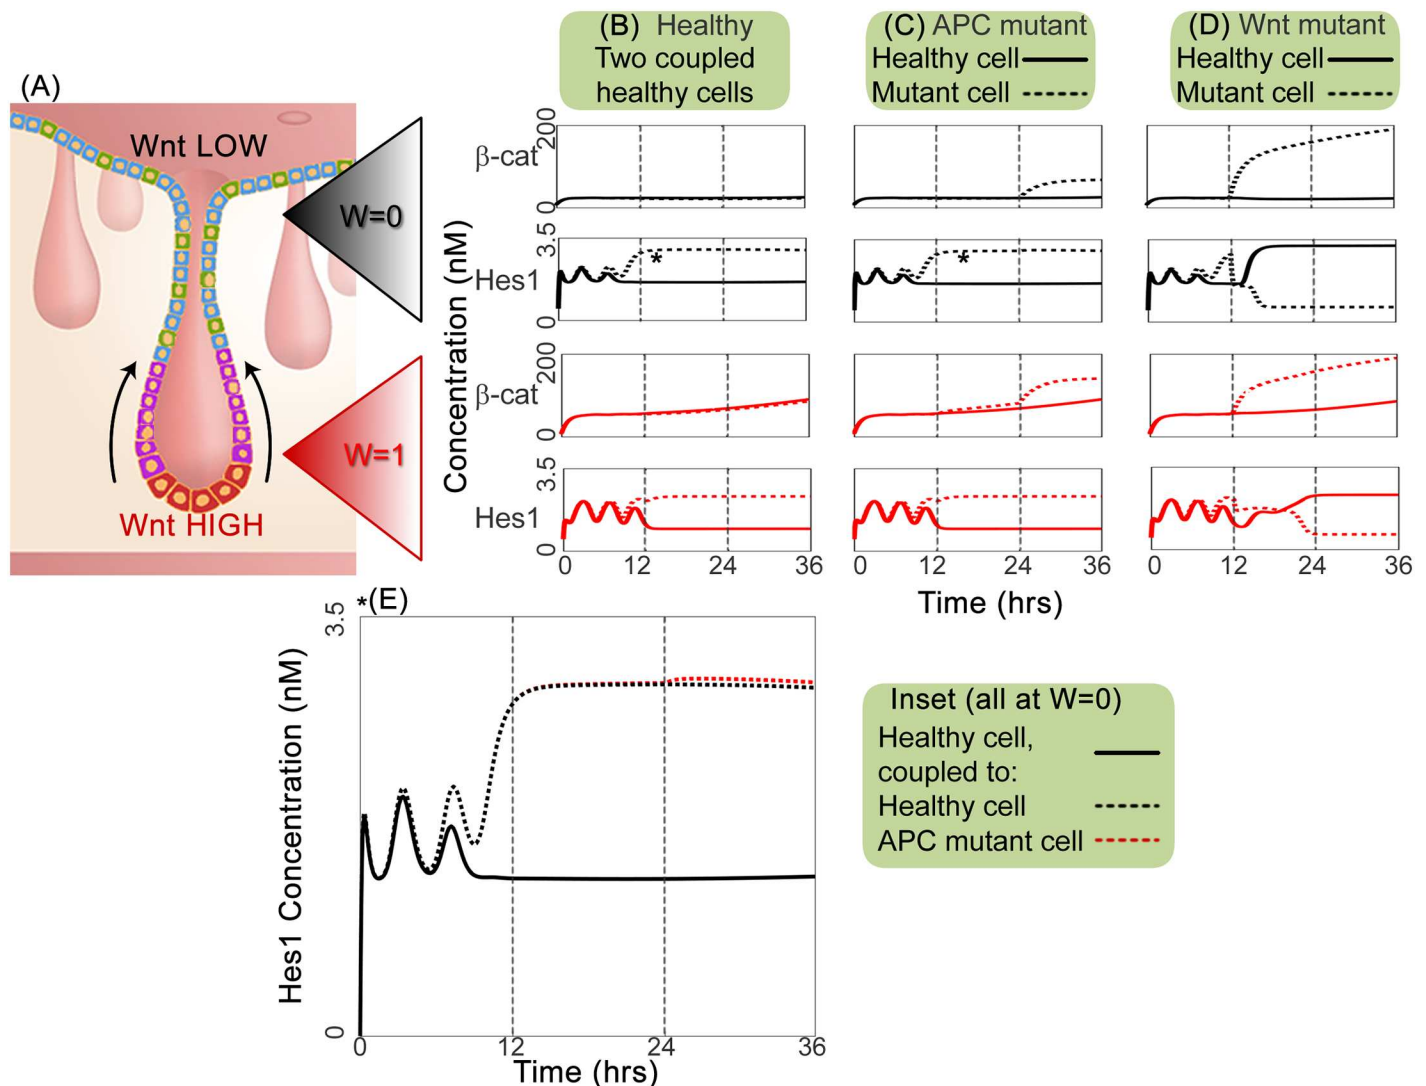 (A)
Wnt LOW
W=0
W=1
Wnt HIGH
(B) Healthy
Two coupled
healthy cells
(C) APC mutant
Healthy cell
Mutant cell
(D) Wnt mutant
Healthy cell
Mutant cell
Concentration (nM)
β-cat
200
0
Hes1
3.5
0
*
*
β-cat
200
0
Hes1
3.5
0
0 12 24 36
0 12 24 36
0 12 24 36
Time (hrs)
*(E)
Hes1 Concentration (nM)
3.5
0
0 12 24 36
Time (hrs)
Inset (all at W=0)
Healthy cell,
coupled to:
Healthy cell
APC mutant cell